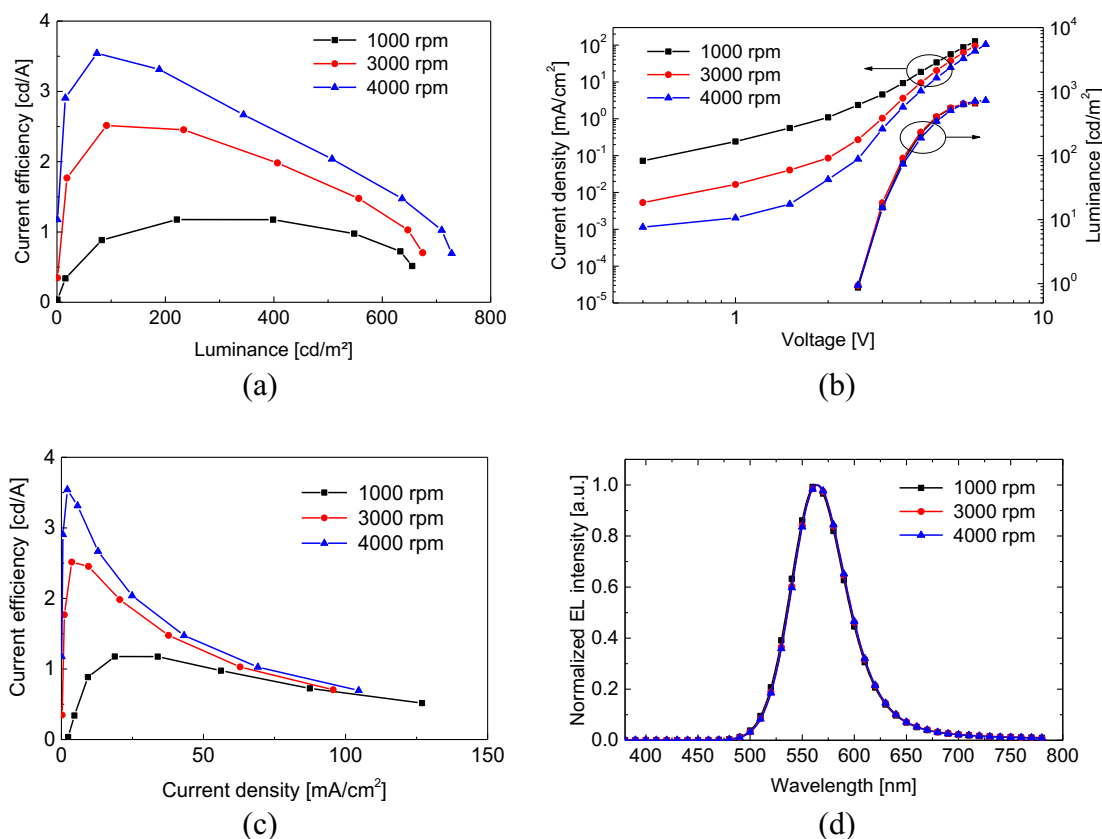 4
3
2
1
0
Current efficiency [cd/A]
1000 rpm
3000 rpm
4000 rpm
0 200 400 600 800
Luminance [cd/m²]
(a)
10²
10¹
10⁰
10⁻¹
10⁻²
10⁻³
10⁻⁴
10⁻⁵
Current density [mA/cm²]
1000 rpm
3000 rpm
4000 rpm
10⁴
10³
10²
10¹
10⁰
Luminance [cd/m²]
1 10
Voltage [V]
(b)
4
3
2
1
0
Current efficiency [cd/A]
1000 rpm
3000 rpm
4000 rpm
0 50 100 150
Current density [mA/cm²]
(c)
1.0
0.8
0.6
0.4
0.2
0.0
Normalized EL intensity [a.u.]
1000 rpm
3000 rpm
4000 rpm
400 450 500 550 600 650 700 750 800
Wavelength [nm]
(d)